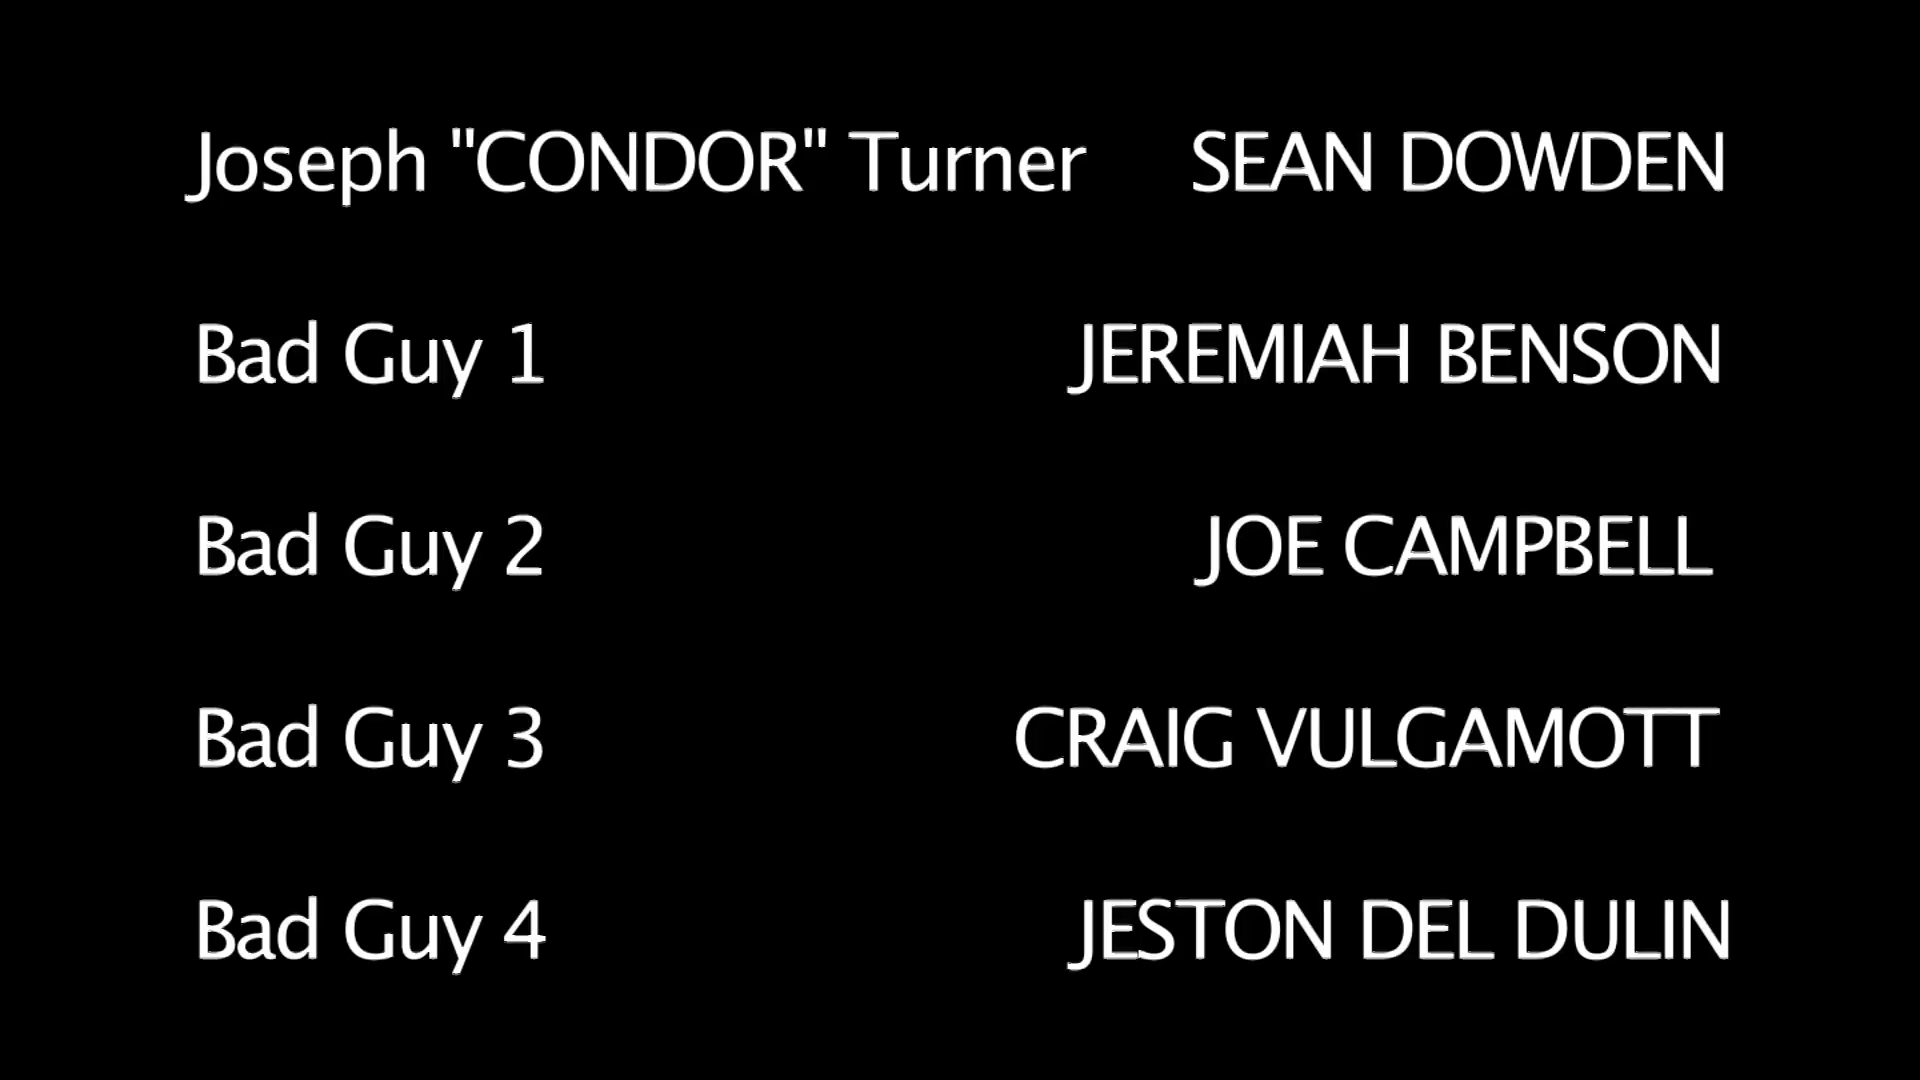 Joseph "CONDOR" Turner SEAN DOWDEN
Bad Guy 1 JEREMIAH BENSON
Bad Guy 2 JOE CAMPBELL
Bad Guy 3 CRAIG VULGAMOTT
Bad Guy 4 JESTON DEL DULIN